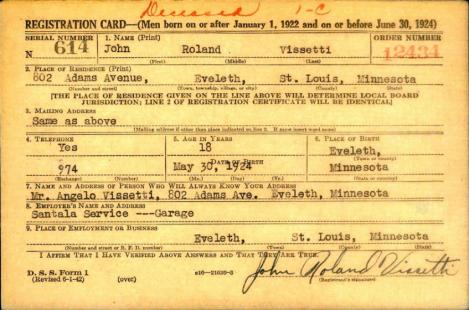 Deceased 1-C
REGISTRATION CARD—(Men born on or after January 1, 1922 and on or before June 30, 1924)
SERIAL NUMBER 1. NAME (Print) ORDER NUMBER
N 614 John Roland Vissetti 12434
(First) (Middle) (Last)
2. PLACE OF RESIDENCE (Print)
802 Adams Avenue, Eveleth, St. Louis, Minnesota
(Number and street) (Town, township, village, or city) (County) (State)
[THE PLACE OF RESIDENCE GIVEN ON THE LINE ABOVE WILL DETERMINE LOCAL BOARD
JURISDICTION; LINE 2 OF REGISTRATION CERTIFICATE WILL BE IDENTICAL]
3. MAILING ADDRESS
Same as above
(Mailing address if other than place indicated on line 2. If same insert word same)
4. TELEPHONE 5. AGE IN YEARS 6. PLACE OF BIRTH
Yes 18 Eveleth,
DATE OF BIRTH (Town or county)
974 May 30, 1924 Minnesota
(Exchange) (Number) (Mo.) (Day) (Yr.) (State or country)
7. NAME AND ADDRESS OF PERSON WHO WILL ALWAYS KNOW YOUR ADDRESS
Mr. Angelo Vissetti, 802 Adams Ave. Eveleth, Minnesota
8. EMPLOYER'S NAME AND ADDRESS
Santala Service ---Garage
9. PLACE OF EMPLOYMENT OR BUSINESS
Eveleth, St. Louis, Minnesota
(Number and street or R. F. D. number) (Town) (County) (State)
I AFFIRM THAT I HAVE VERIFIED ABOVE ANSWERS AND THAT THEY ARE TRUE.
D. S. S. Form 1
(Revised 6-1-42) (over) John Roland Vissetti
(Registrant's signature)